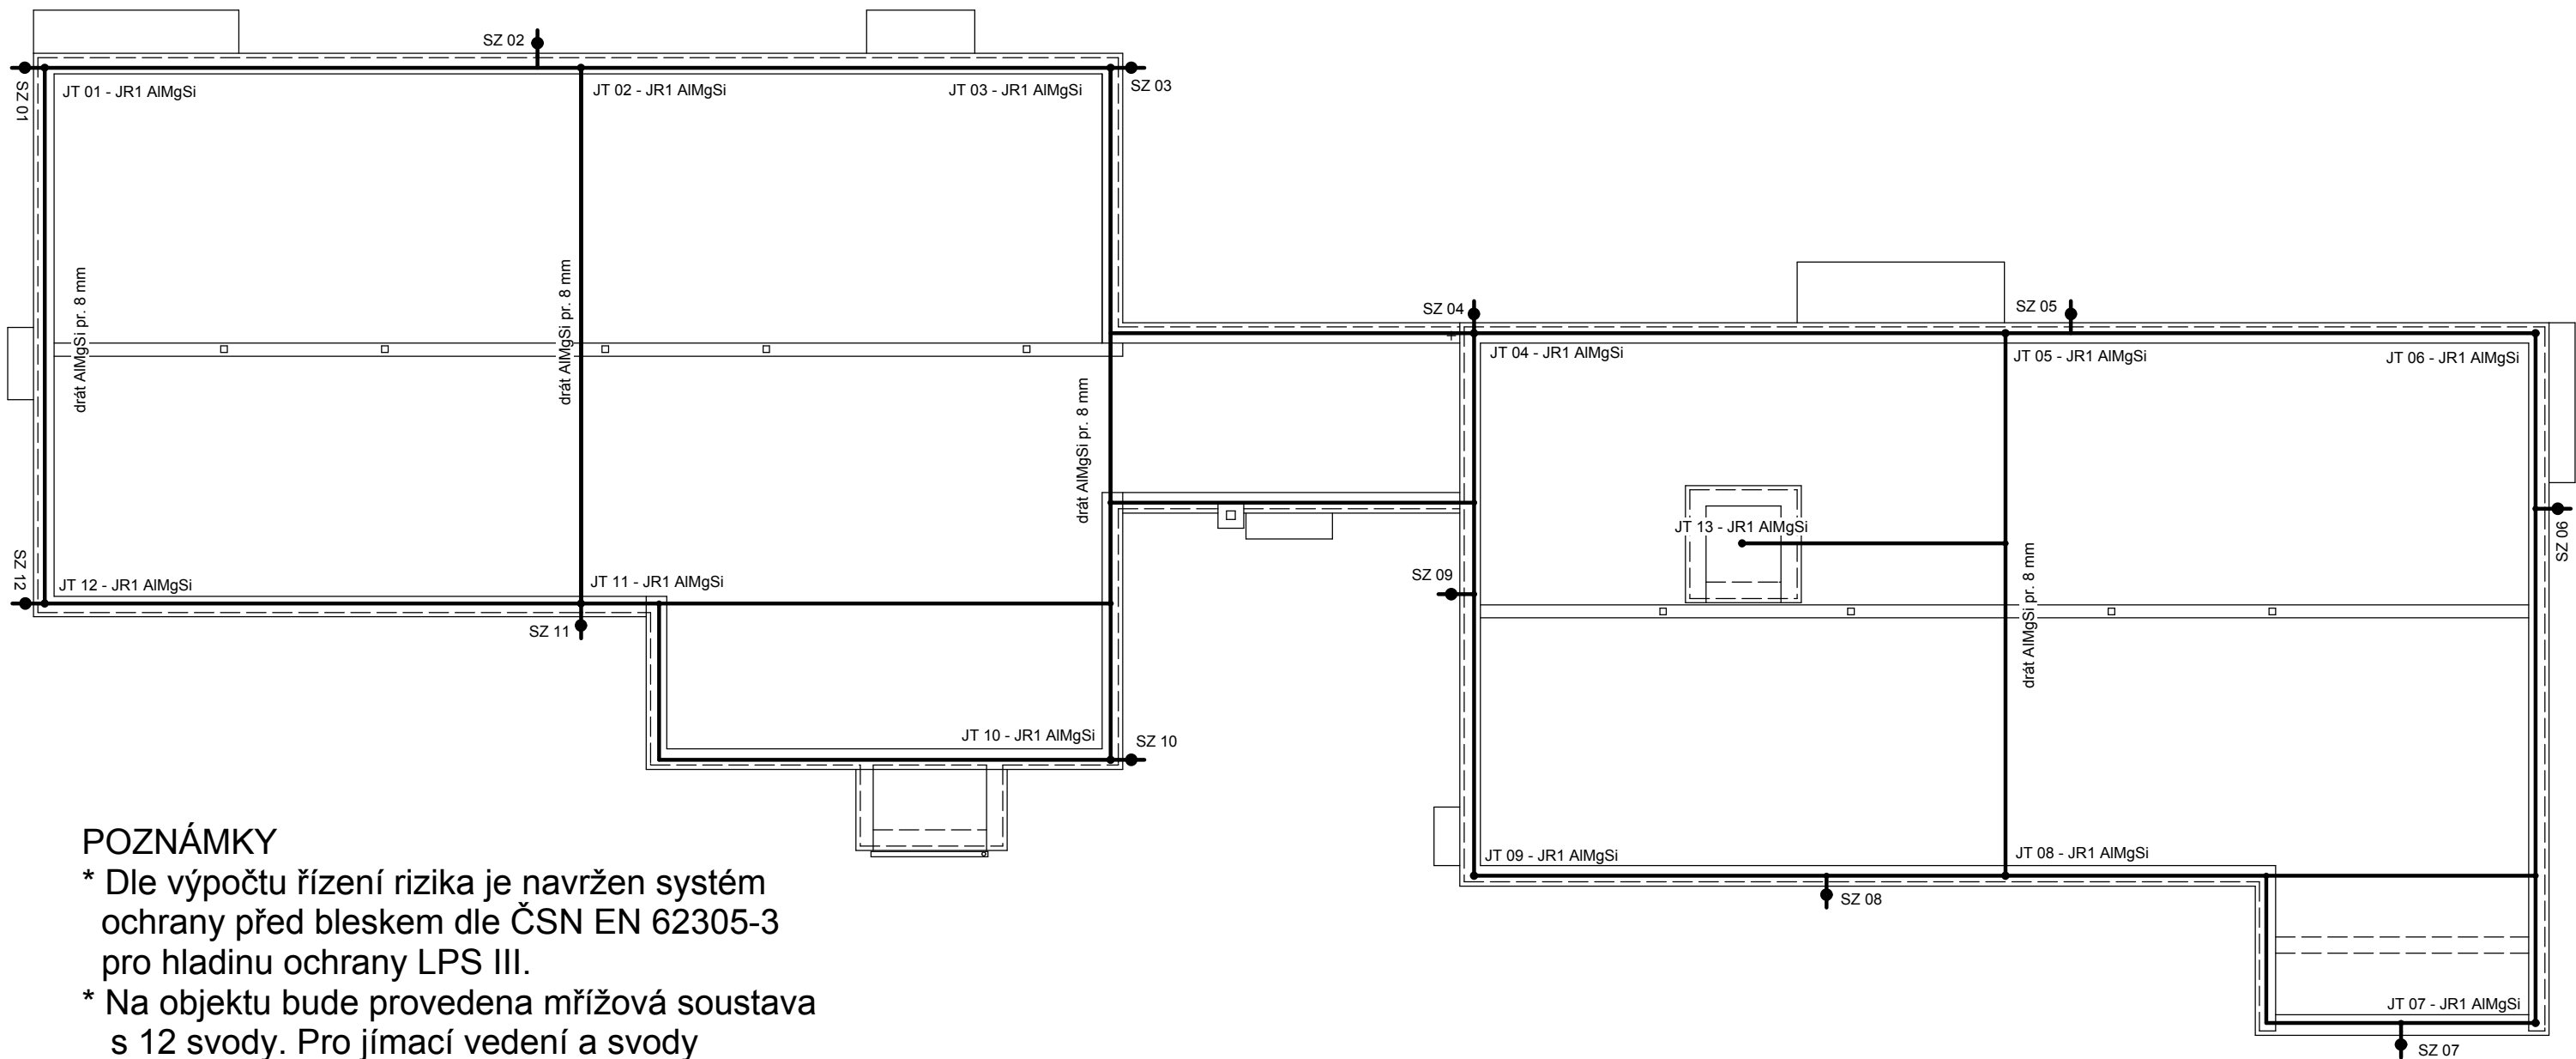 SZ 02
SZ 01
JT 01 - JR1 AlMgSi
JT 02 - JR1 AlMgSi
JT 03 - JR1 AlMgSi
SZ 03
drát AlMgSi pr. 8 mm
drát AlMgSi pr. 8 mm
drát AlMgSi pr. 8 mm
SZ 04
SZ 05
JT 04 - JR1 AlMgSi
JT 05 - JR1 AlMgSi
JT 06 - JR1 AlMgSi
SZ 06
JT 13 - JR1 AlMgSi
drát AlMgSi pr. 8 mm
SZ 09
SZ 12
JT 12 - JR1 AlMgSi
JT 11 - JR1 AlMgSi
SZ 11
JT 10 - JR1 AlMgSi
SZ 10
JT 09 - JR1 AlMgSi
JT 08 - JR1 AlMgSi
SZ 08
JT 07 - JR1 AlMgSi
SZ 07
POZNÁMKY
* Dle výpočtu řízení rizika je navržen systém
ochrany před bleskem dle ČSN EN 62305-3
pro hladinu ochrany LPS III.
* Na objektu bude provedena mřížová soustava
s 12 svody. Pro jímací vedení a svody